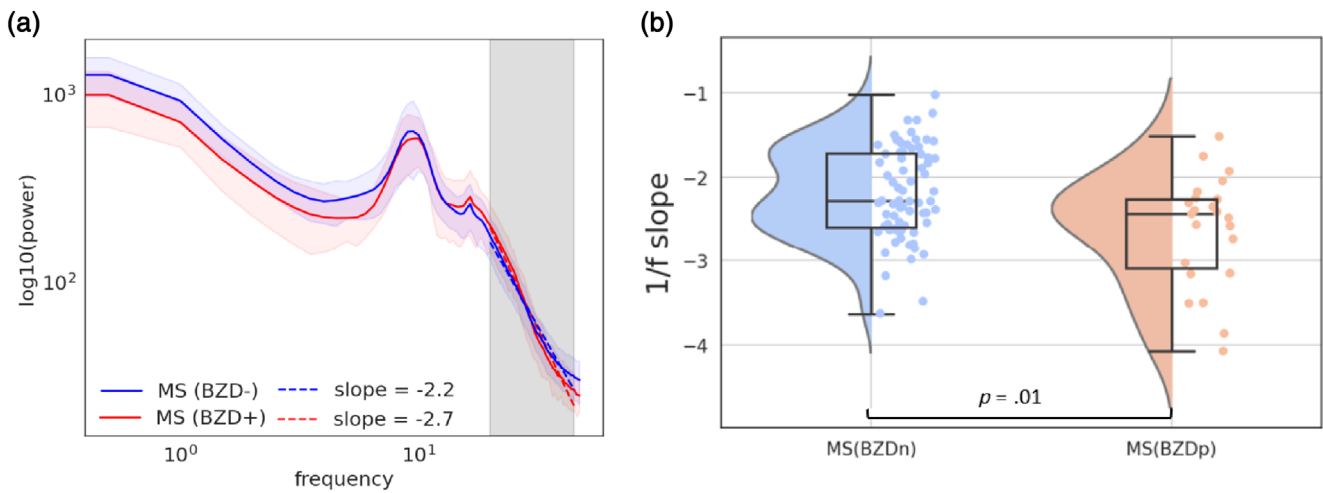 (a)
10³
10²
log10(power)
MS (BZD-)
slope = -2.2
MS (BZD+)
slope = -2.7
10⁰
10¹
frequency
(b)
−1
−2
−3
−4
1/f slope
p = .01
MS(BZDn)
MS(BZDp)